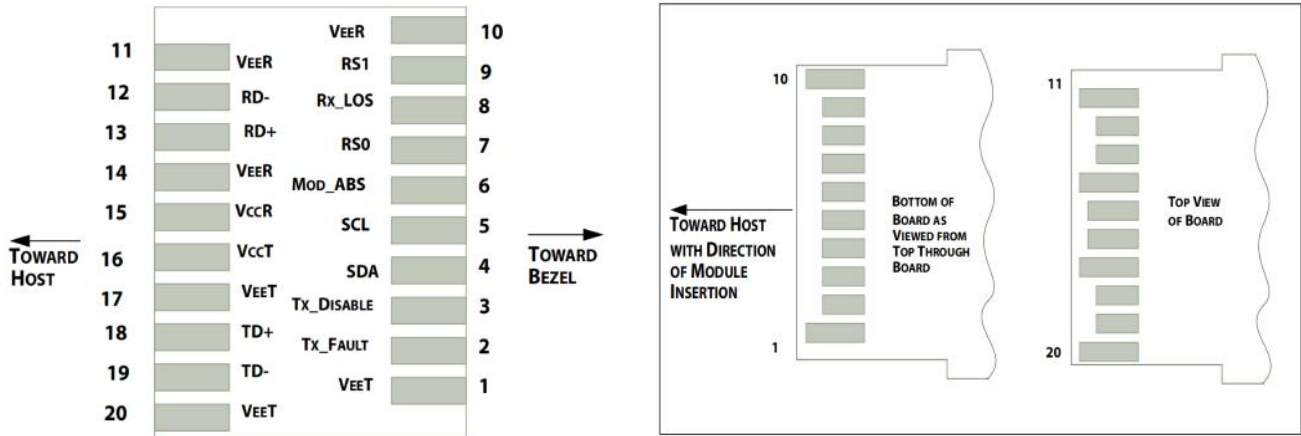 11 VEER
12 RD-
13 RD+
14 VEER
15 VCCR
16 VCCT
17 VEET
18 TD+
19 TD-
20 VEET
VEER 10
RS1 9
RX_LOS 8
RS0 7
MOD_ABS 6
SCL 5
SDA 4
TX_DISABLE 3
TX_FAULT 2
VEET 1
TOWARD
HOST
TOWARD
BEZEL
10
1
TOWARD HOST
WITH DIRECTION
OF MODULE
INSERTION
BOTTOM OF
BOARD AS
VIEWED FROM
TOP THROUGH
BOARD
11
20
TOP VIEW
OF BOARD